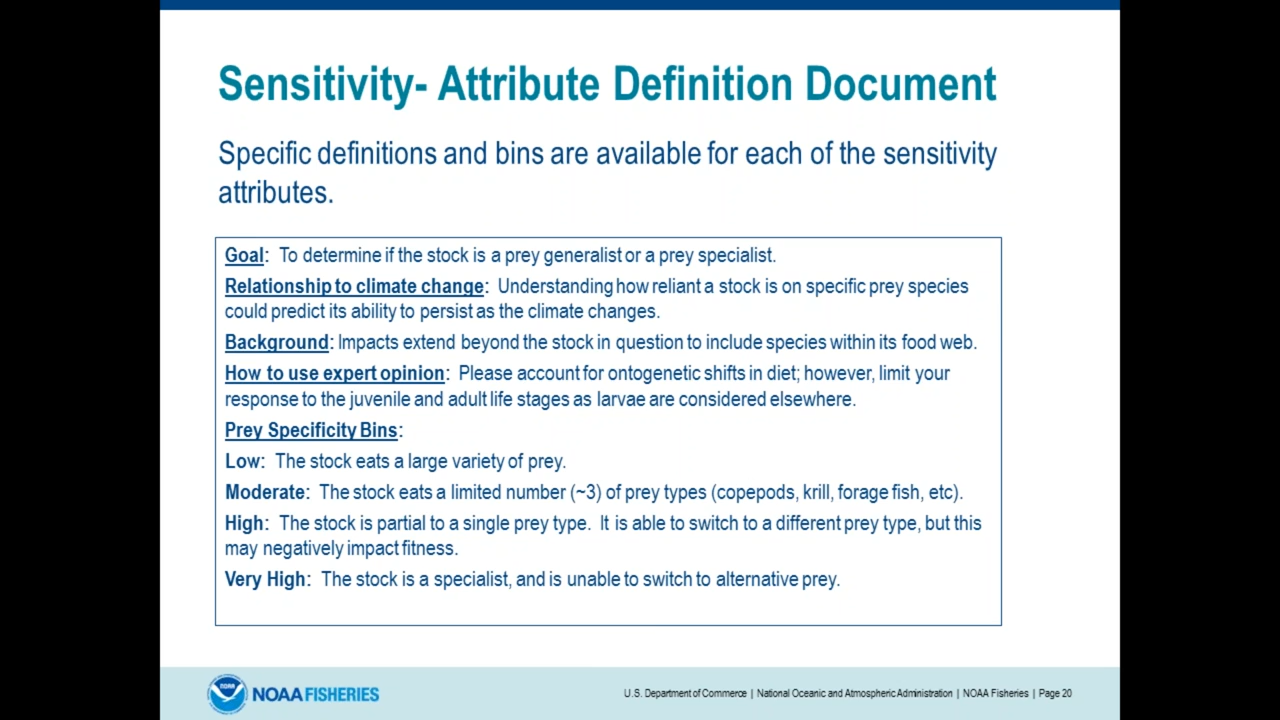 Sensitivity- Attribute Definition Document
Specific definitions and bins are available for each of the sensitivity
attributes.
Goal: To determine if the stock is a prey generalist or a prey specialist.
Relationship to climate change: Understanding how reliant a stock is on specific prey species
could predict its ability to persist as the climate changes.
Background: Impacts extend beyond the stock in question to include species within its food web.
How to use expert opinion: Please account for ontogenetic shifts in diet; however, limit your
response to the juvenile and adult life stages as larvae are considered elsewhere.
Prey Specificity Bins:
Low: The stock eats a large variety of prey.
Moderate: The stock eats a limited number (~3) of prey types (copepods, krill, forage fish, etc).
High: The stock is partial to a single prey type. It is able to switch to a different prey type, but this
may negatively impact fitness.
Very High: The stock is a specialist, and is unable to switch to alternative prey.
NOAA
NOAA FISHERIES
U.S. Department of Commerce | National Oceanic and Atmospheric Administration | NOAA Fisheries | Page 20